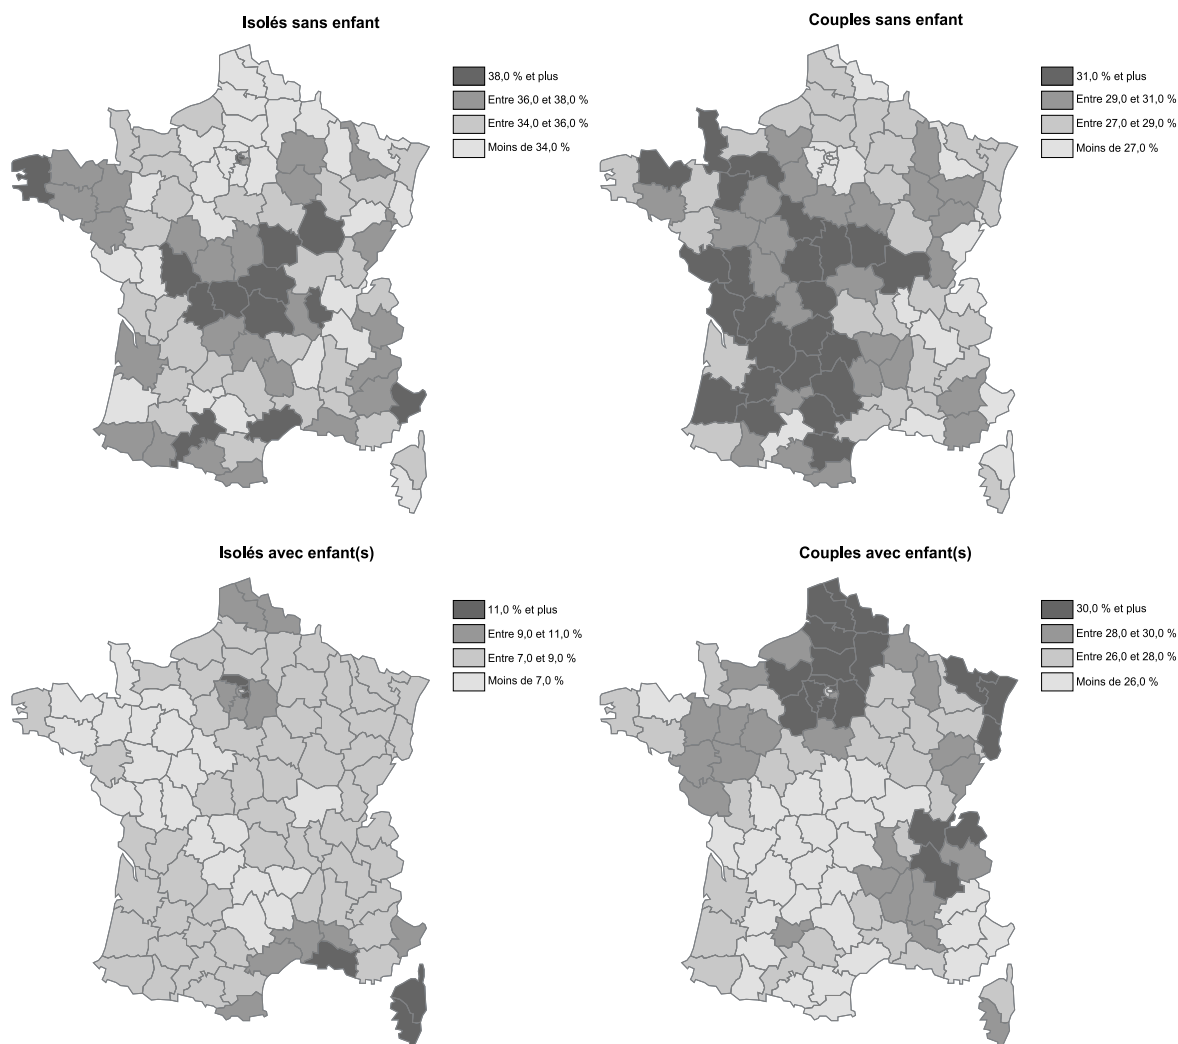 Isolés sans enfant
38,0 % et plus
Entre 36,0 et 38,0 %
Entre 34,0 et 36,0 %
Moins de 34,0 %
Couples sans enfant
31,0 % et plus
Entre 29,0 et 31,0 %
Entre 27,0 et 29,0 %
Moins de 27,0 %
Isolés avec enfant(s)
11,0 % et plus
Entre 9,0 et 11,0 %
Entre 7,0 et 9,0 %
Moins de 7,0 %
Couples avec enfant(s)
30,0 % et plus
Entre 28,0 et 30,0 %
Entre 26,0 et 28,0 %
Moins de 26,0 %